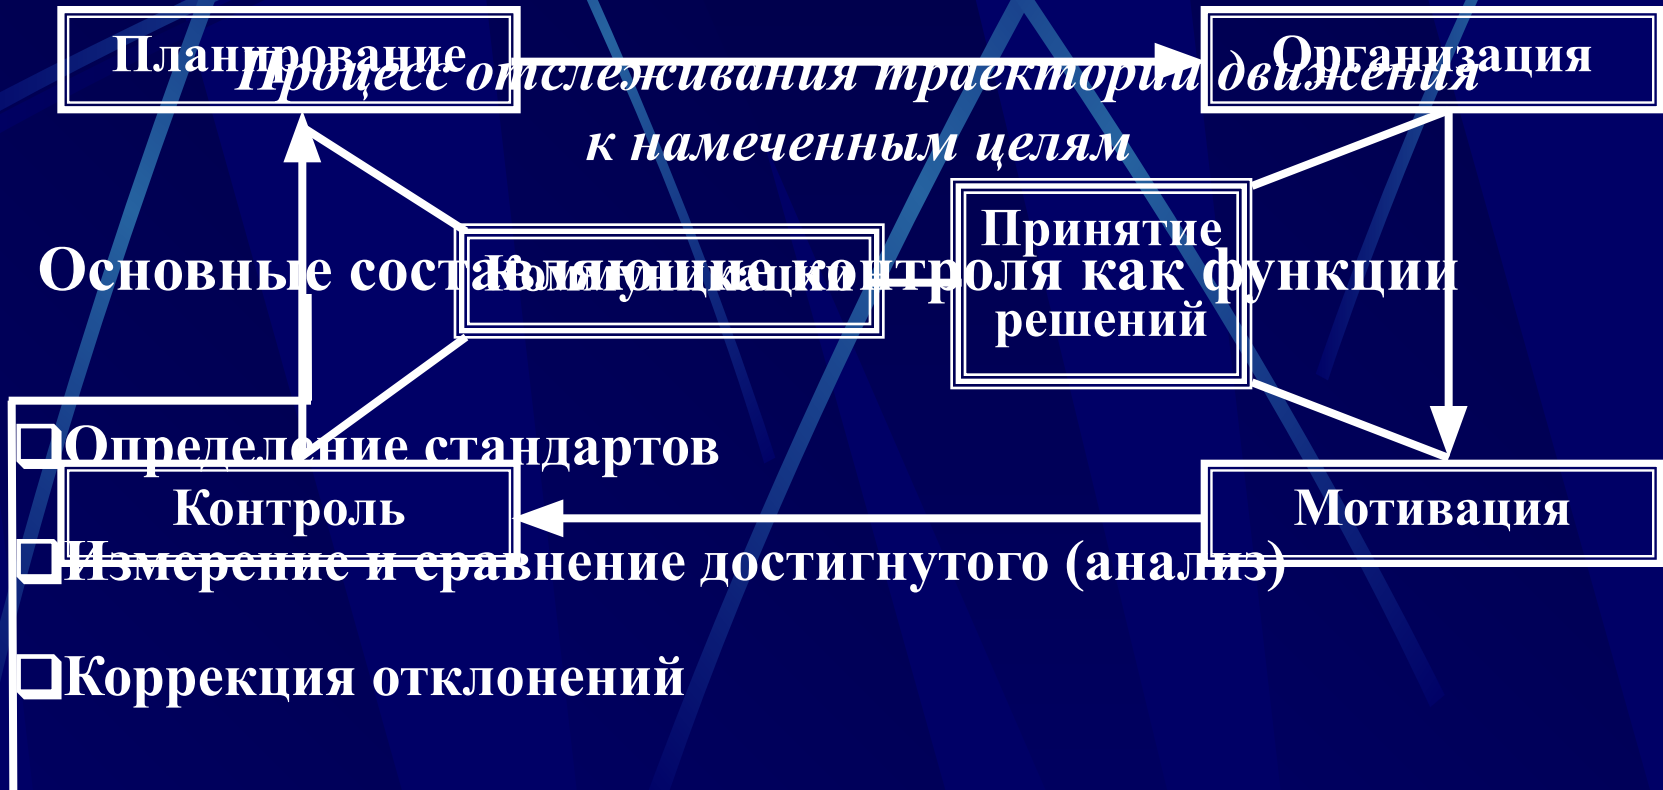 Планирование
Организация
Процесс отслеживания траектории движения
к намеченным целям
Принятие
решений
Коммуникации
Основные составляющие контроля как функции
Определение стандартов
Контроль
Мотивация
Измерение и сравнение достигнутого (анализ)
Коррекция отклонений